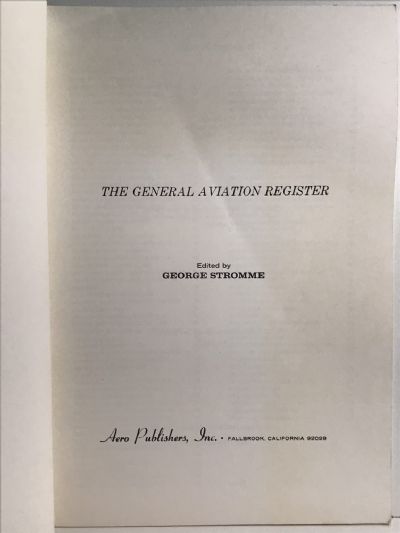 THE GENERAL AVIATION REGISTER
Edited by
GEORGE STROMME
Aero Publishers, Inc. • FALLBROOK, CALIFORNIA 92028